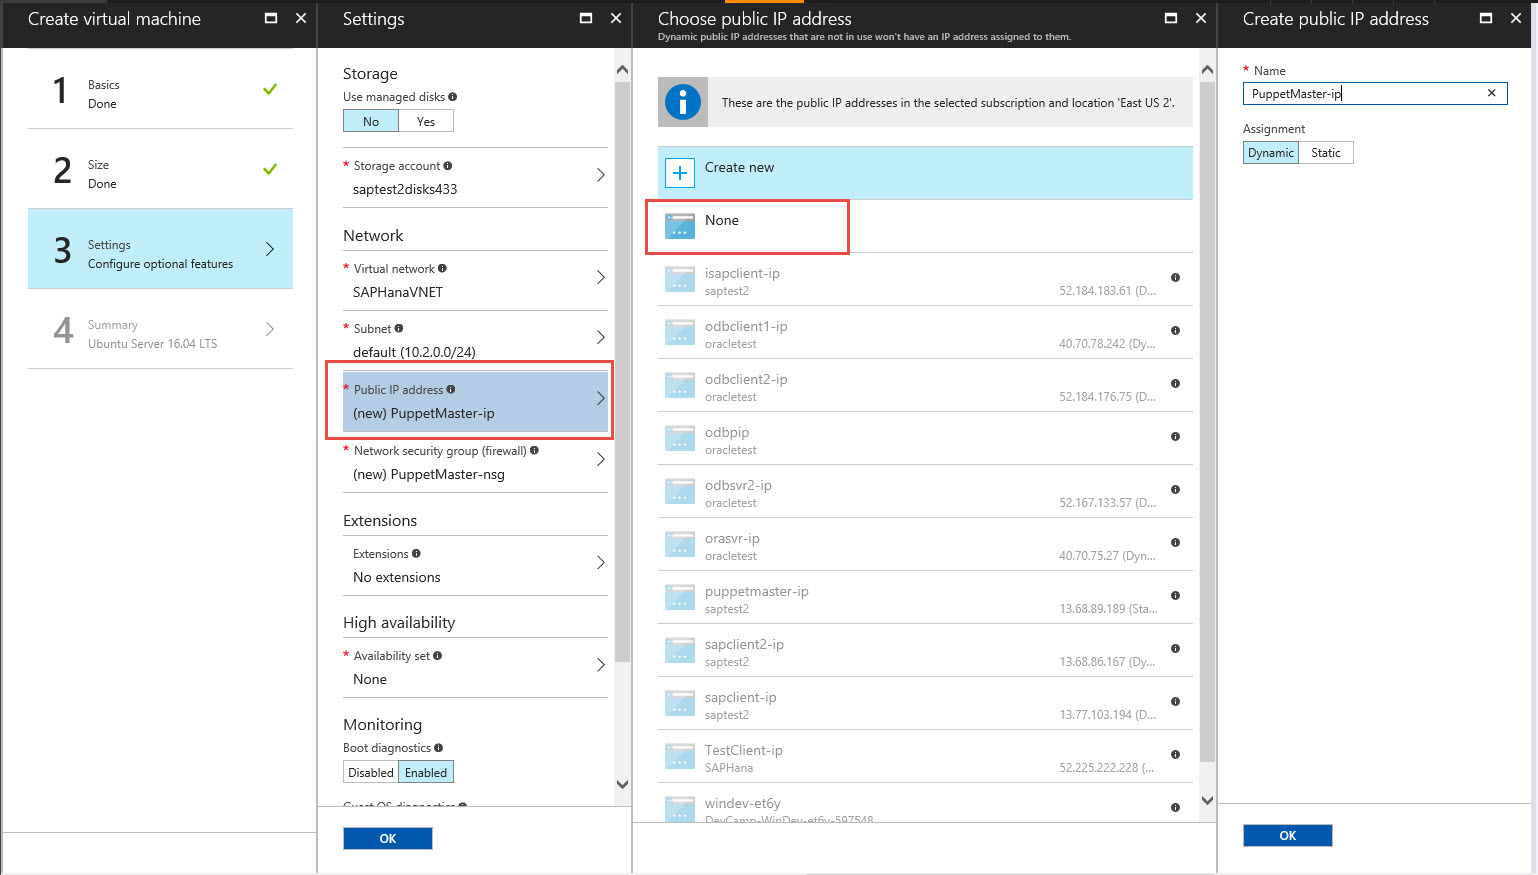 Create virtual machine
1
Basics
Done
2
Size
Done
3
Settings
Configure optional features
4
Summary
Ubuntu Server 16.04 LTS
Settings
Storage
Use managed disks
No
Yes
* Storage account
saptest2disks433
Network
* Virtual network
SAPHanaVNET
* Subnet
default (10.2.0.0/24)
* Public IP address
(new) PuppetMaster-ip
* Network security group (firewall)
(new) PuppetMaster-nsg
Extensions
Extensions
No extensions
High availability
* Availability set
None
Monitoring
Boot diagnostics
Disabled
Enabled
Guest OS diagnostics
OK
Choose public IP address
Dynamic public IP addresses that are not in use won't have an IP address assigned to them.
These are the public IP addresses in the selected subscription and location 'East US 2'.
Create new
None
isapclient-ip
saptest2 52.184.183.61 (D...
odbclient1-ip
oracletest 40.70.78.242 (Dy...
odbclient2-ip
oracletest 52.184.176.75 (D...
odbpip
oracletest
odbsvr2-ip
oracletest 52.167.133.57 (D...
orasvr-ip
oracletest 40.70.75.27 (Dyn...
puppetmaster-ip
saptest2 13.68.89.189 (Sta...
sapclient2-ip
saptest2 13.68.86.167 (Dy...
sapclient-ip
saptest2 13.77.103.194 (D...
TestClient-ip
SAPHana 52.225.222.228 (...
windev-et6y
DevCamp-WinDev-et6y-597548
Create public IP address
* Name
PuppetMaster-ip
Assignment
Dynamic
Static
OK